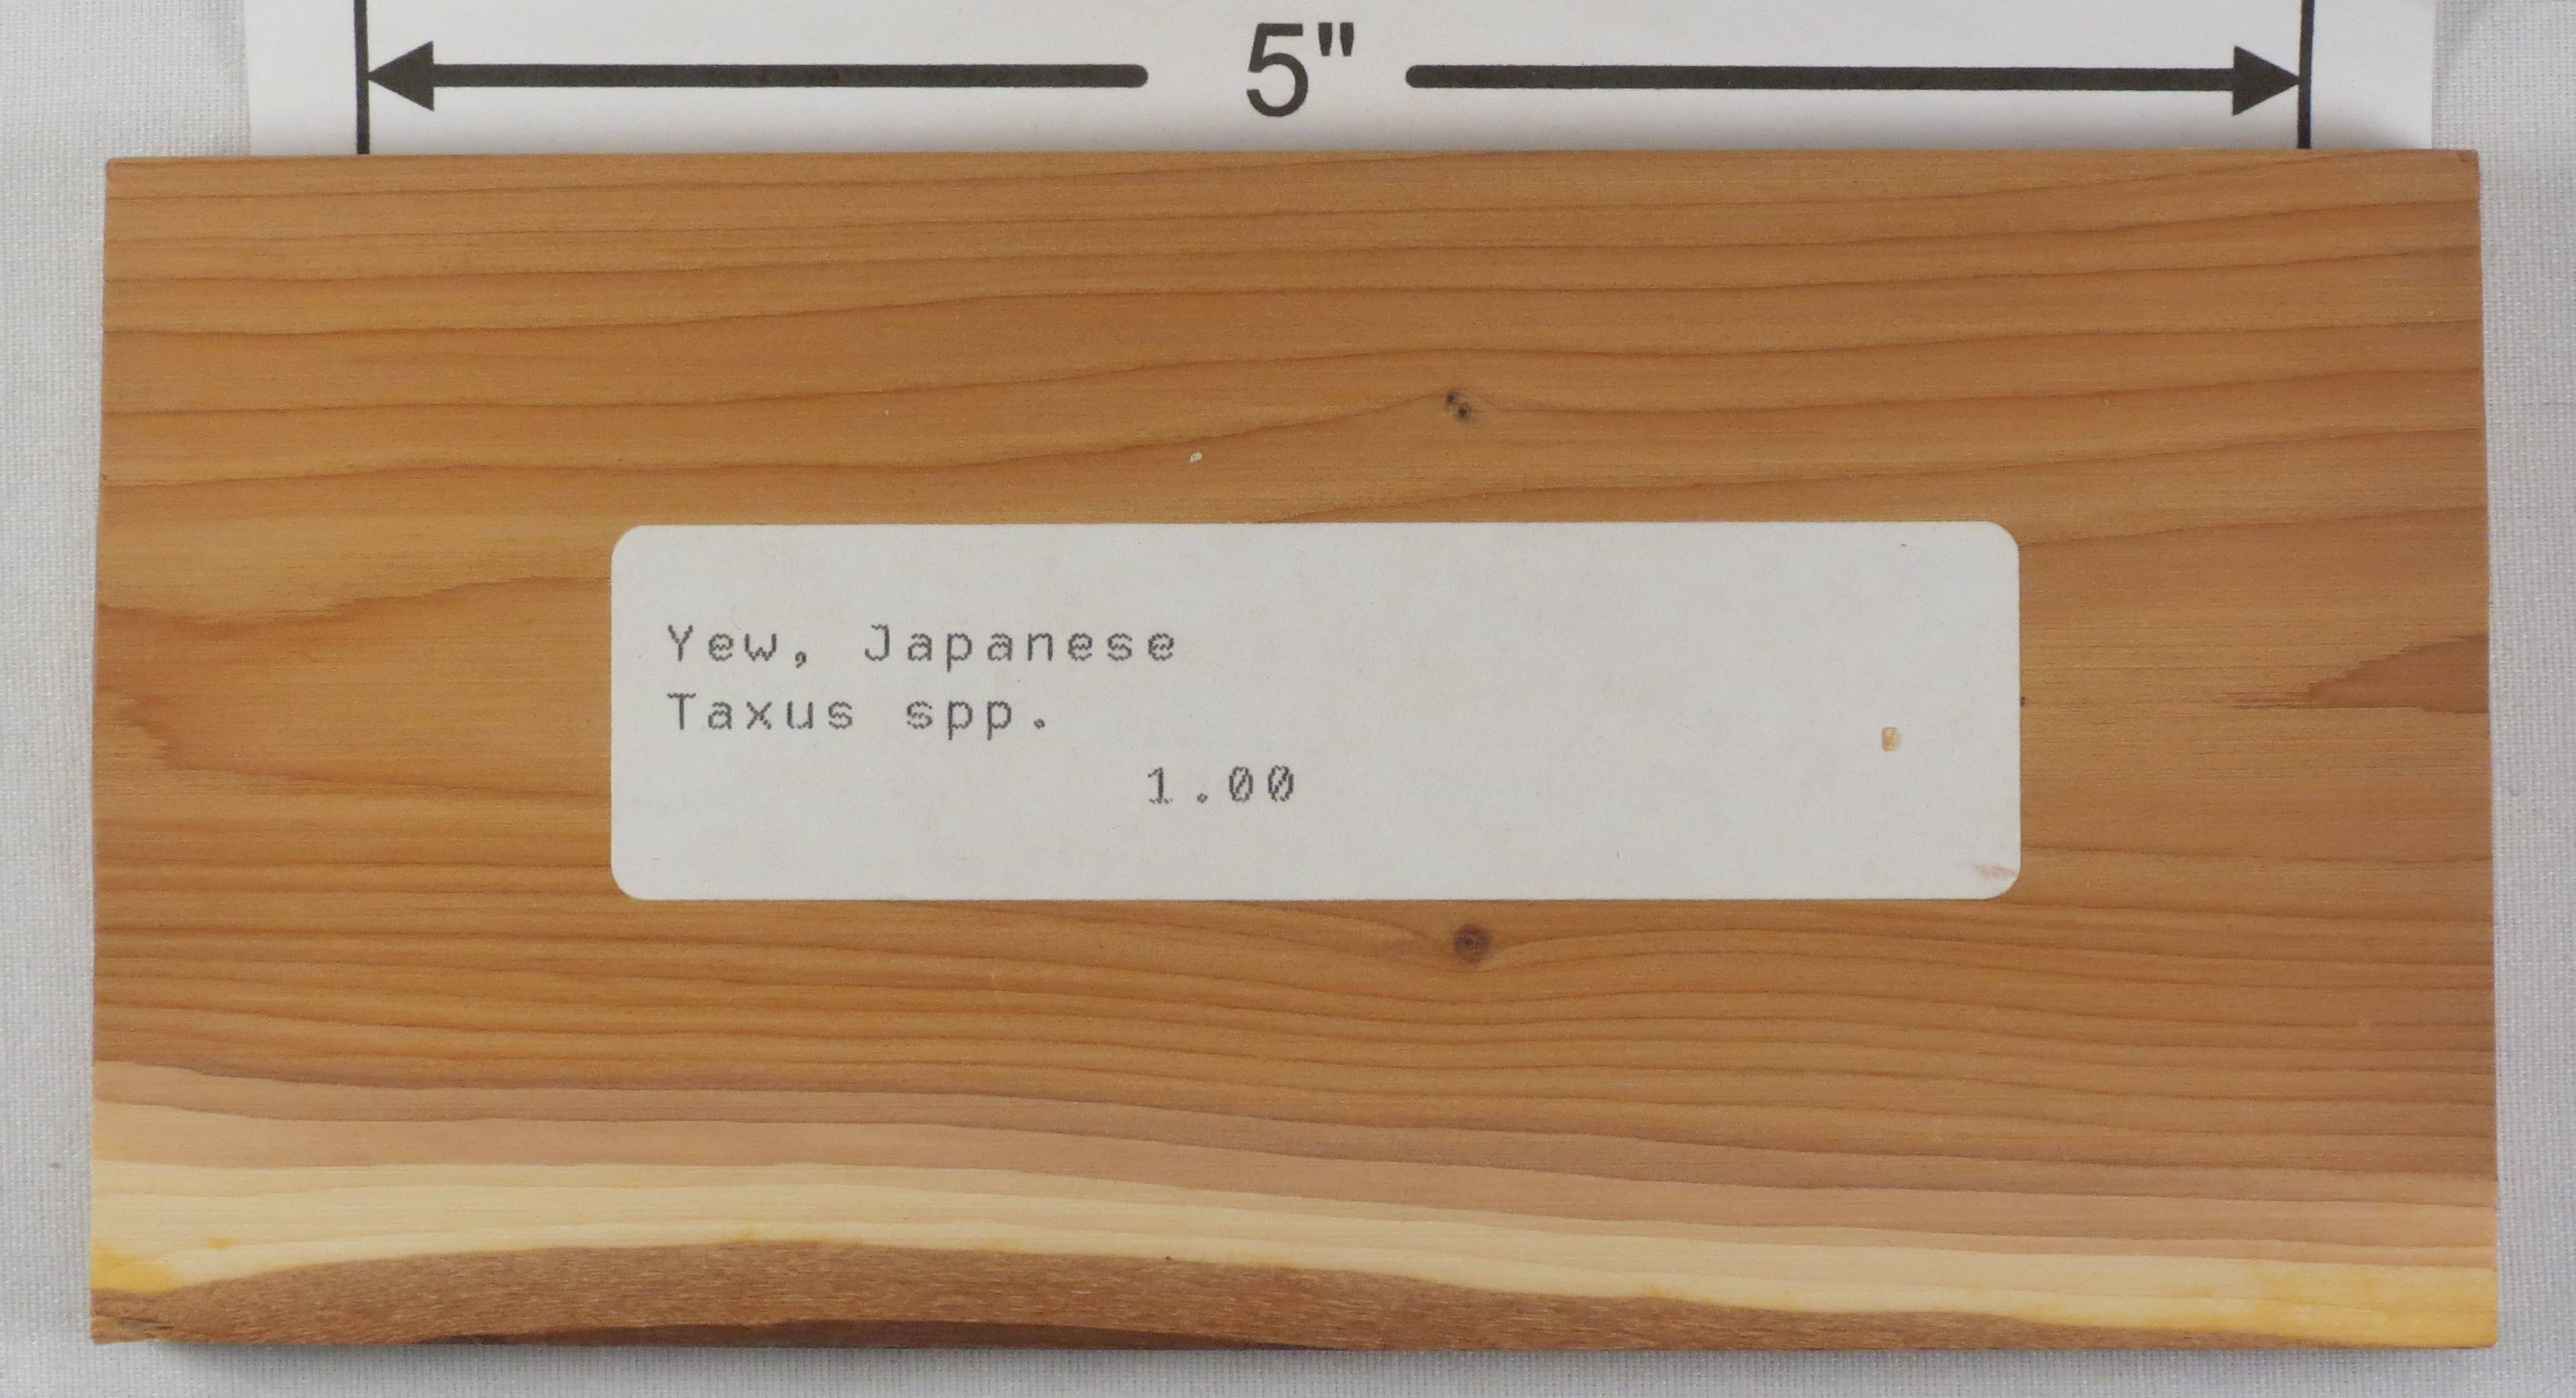 5"
Yew, Japanese
Taxus spp.
1.00